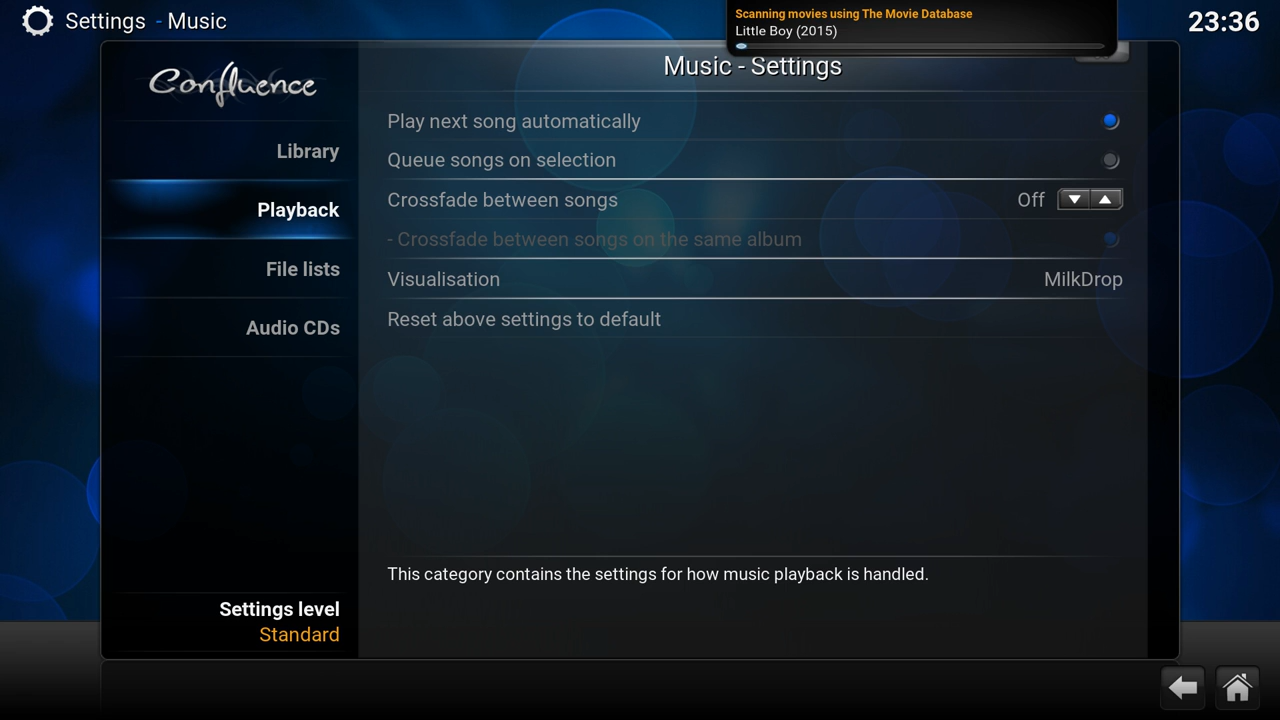 Settings - Music
Scanning movies using The Movie Database
Little Boy (2015)
23:36
Confluence
Music - Settings
Library
Playback
File lists
Audio CDs
Play next song automatically
Queue songs on selection
Crossfade between songs Off
- Crossfade between songs on the same album
Visualisation MilkDrop
Reset above settings to default
This category contains the settings for how music playback is handled.
Settings level
Standard